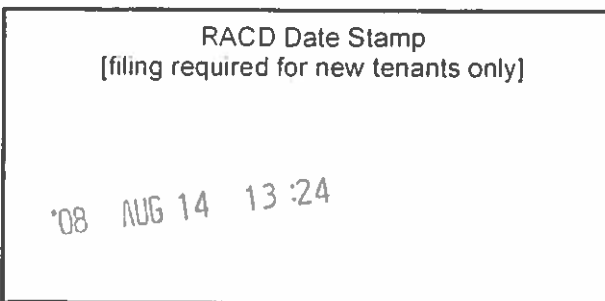 RACD Date Stamp
[filing required for new tenants only]
'08 AUG 14 13:24